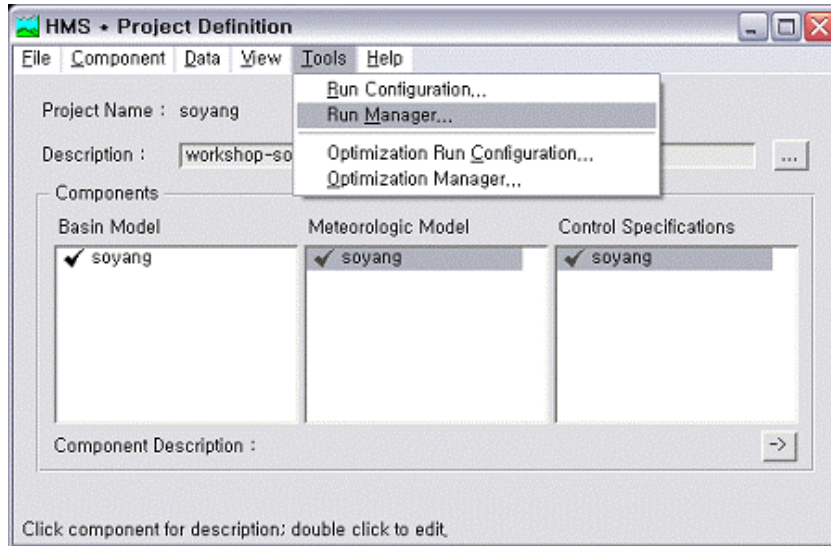 HMS * Project Definition
File Component Data View Tools Help
Run Configuration...
Project Name : soyang
Run Manager...
Description : workshop-so
Optimization Run Configuration...
...
Optimization Manager...
Components
Basin Model Meteorologic Model Control Specifications
soyang soyang soyang
Component Description :
->
Click component for description; double click to edit.